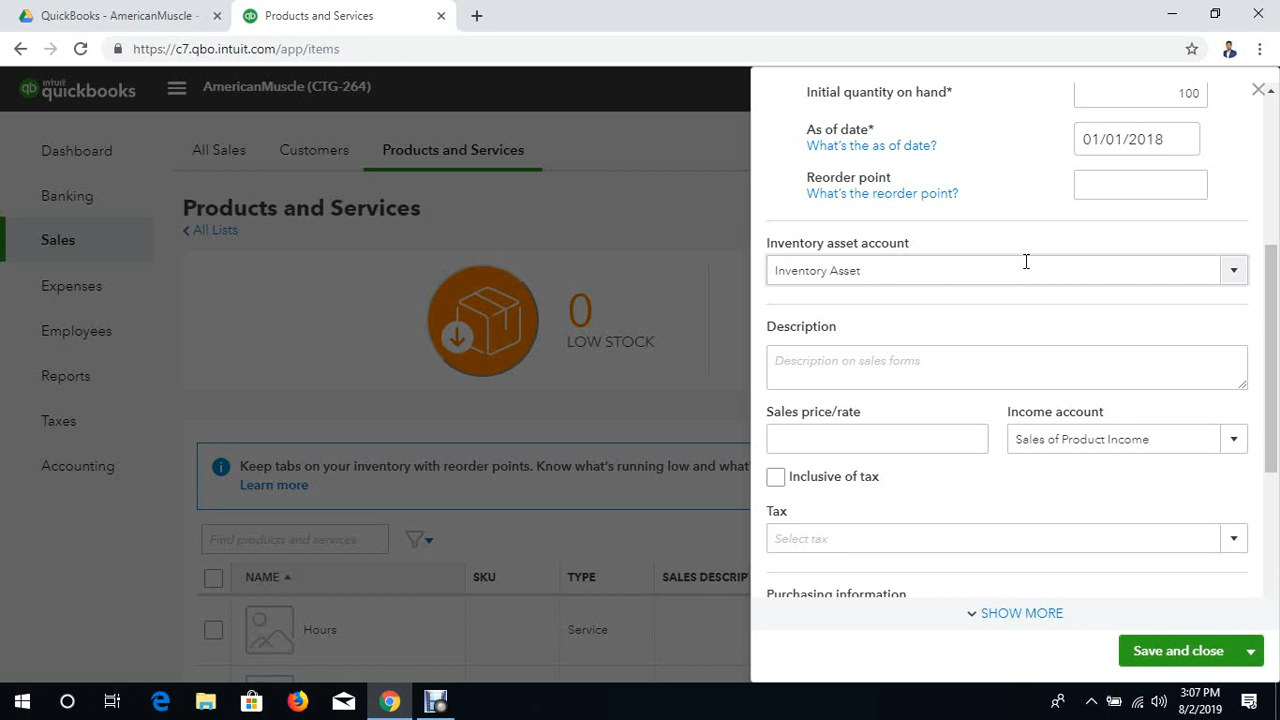 QuickBooks - AmericanMuscle -
Products and Services
https://c7.qbo.intuit.com/app/items
intuit quickbooks
AmericanMuscle (CTG-264)
Dashboard
Banking
Sales
Expenses
Employees
Reports
Taxes
Accounting
All Sales
Customers
Products and Services
Products and Services
All Lists
0
LOW STOCK
Keep tabs on your inventory with reorder points. Know what's running low and what'
Learn more
Find products and services
NAME
SKU
TYPE
SALES DESCRIP
Hours
Service
Initial quantity on hand*
100
As of date*
01/01/2018
What's the as of date?
Reorder point
What's the reorder point?
Inventory asset account
Inventory Asset
Description
Description on sales forms
Sales price/rate
Income account
Sales of Product Income
Inclusive of tax
Tax
Select tax
Purchasing information
SHOW MORE
Save and close
3:07 PM
8/2/2019